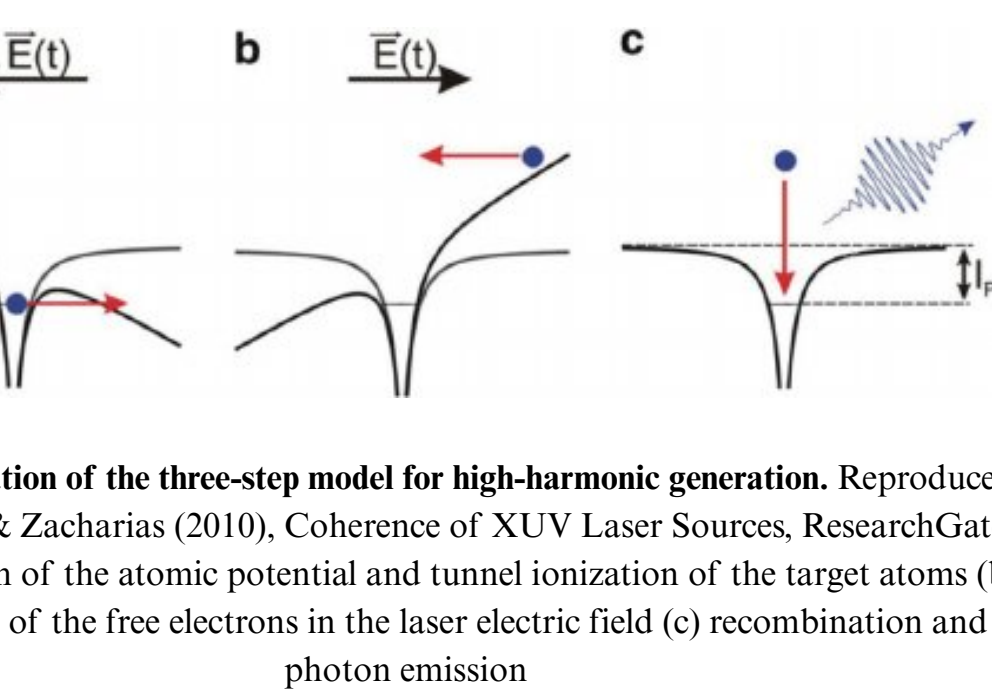 E(t) b E(t) c
I
tion of the three-step model for high-harmonic generation. Reproduce
& Zacharias (2010), Coherence of XUV Laser Sources, ResearchGat
n of the atomic potential and tunnel ionization of the target atoms (
of the free electrons in the laser electric field (c) recombination and
photon emission